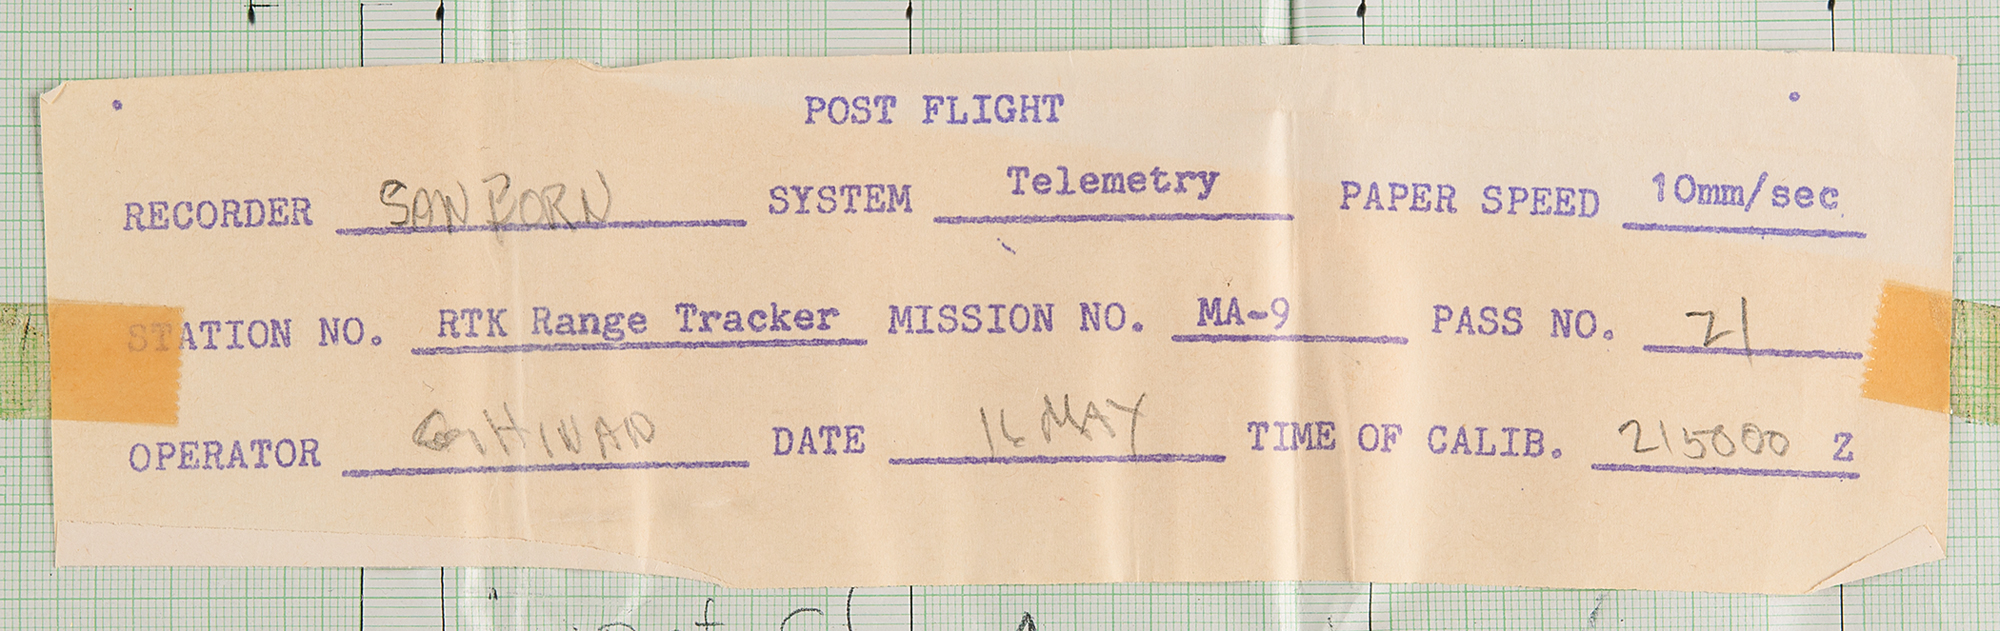 POST FLIGHT
RECORDER SANBORN SYSTEM Telemetry PAPER SPEED 10mm/sec
STATION NO. RTK Range Tracker MISSION NO. MA-9 PASS NO. 21
OPERATOR DATE 16 MAY TIME OF CALIB. 215000 Z